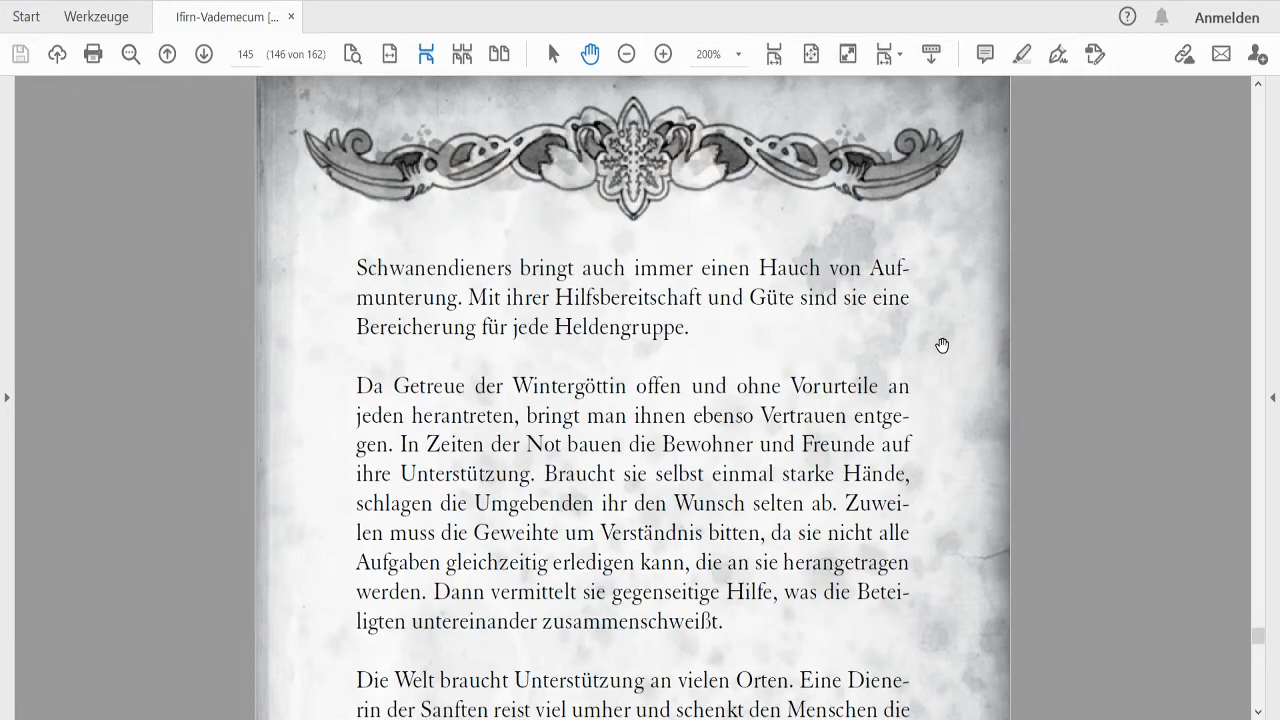 Start Werkzeuge Ifirn-Vademecum [... × Anmelden
145 (146 von 162) 200%
Schwanendieners bringt auch immer einen Hauch von Auf-
munterung. Mit ihrer Hilfsbereitschaft und Güte sind sie eine
Bereicherung für jede Heldengruppe.
Da Getreue der Wintergöttin offen und ohne Vorurteile an
jeden herantreten, bringt man ihnen ebenso Vertrauen entge-
gen. In Zeiten der Not bauen die Bewohner und Freunde auf
ihre Unterstützung. Braucht sie selbst einmal starke Hände,
schlagen die Umgebenden ihr den Wunsch selten ab. Zuwei-
len muss die Geweihte um Verständnis bitten, da sie nicht alle
Aufgaben gleichzeitig erledigen kann, die an sie herangetragen
werden. Dann vermittelt sie gegenseitige Hilfe, was die Betei-
ligten untereinander zusammenschweißt.
Die Welt braucht Unterstützung an vielen Orten. Eine Diene-
rin der Sanften reist viel umher und schenkt den Menschen die